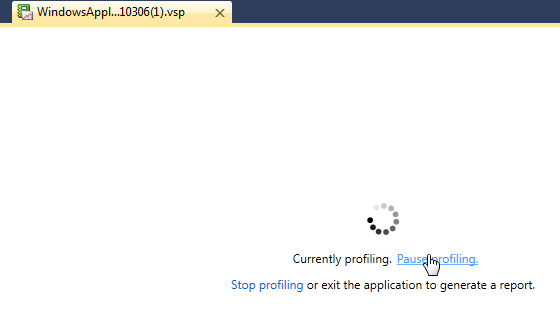 WindowsAppl...10306(1).vsp
Currently profiling. Pause profiling.
Stop profiling or exit the application to generate a report.